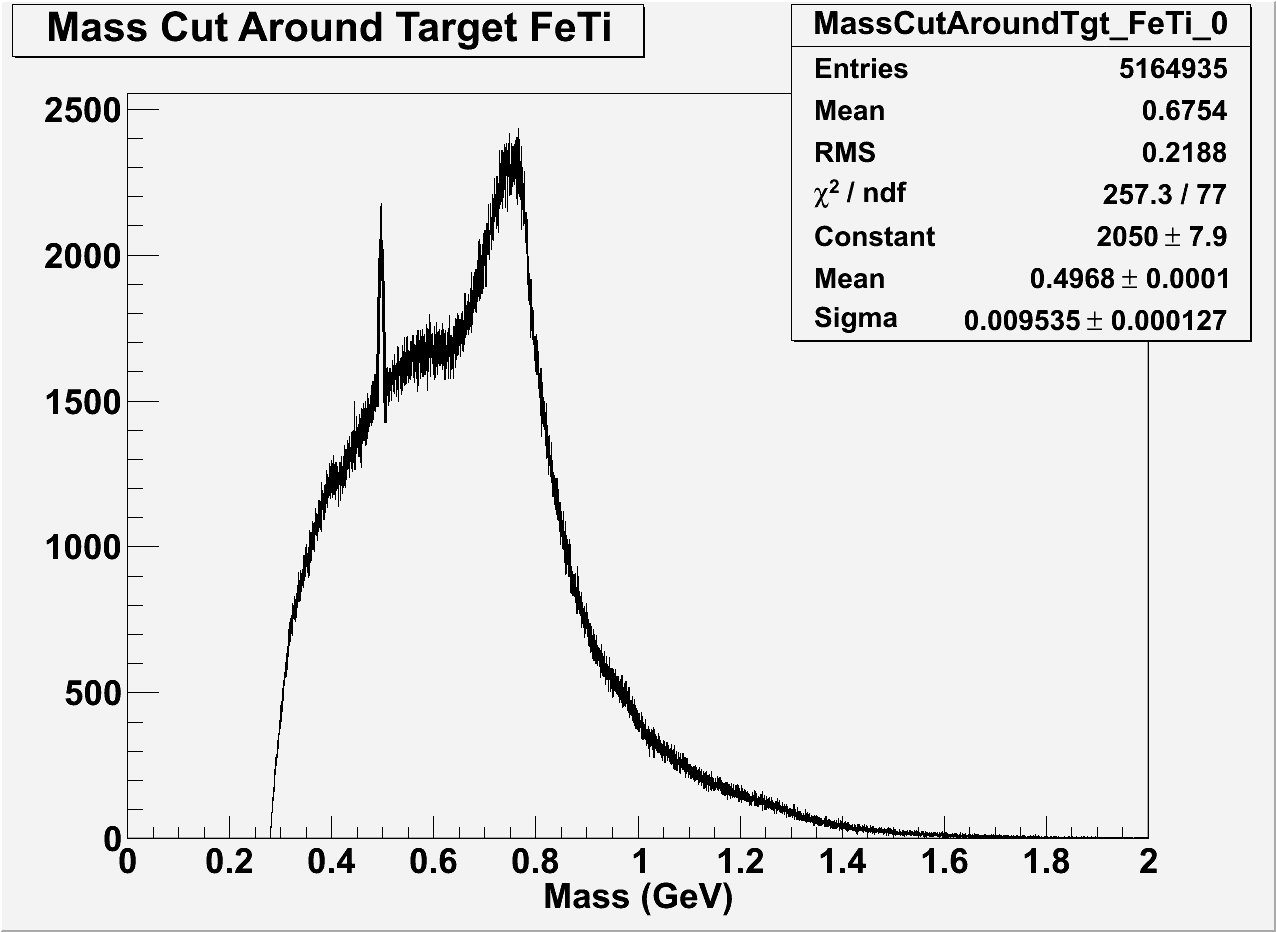 Mass Cut Around Target FeTi
MassCutAroundTgt_FeTi_0
Entries 5164935
Mean 0.6754
RMS 0.2188
χ² / ndf 257.3 / 77
Constant 2050 ± 7.9
Mean 0.4968 ± 0.0001
Sigma 0.009535 ± 0.000127
2500
2000
1500
1000
500
0
0 0.2 0.4 0.6 0.8 1 1.2 1.4 1.6 1.8 2
Mass (GeV)